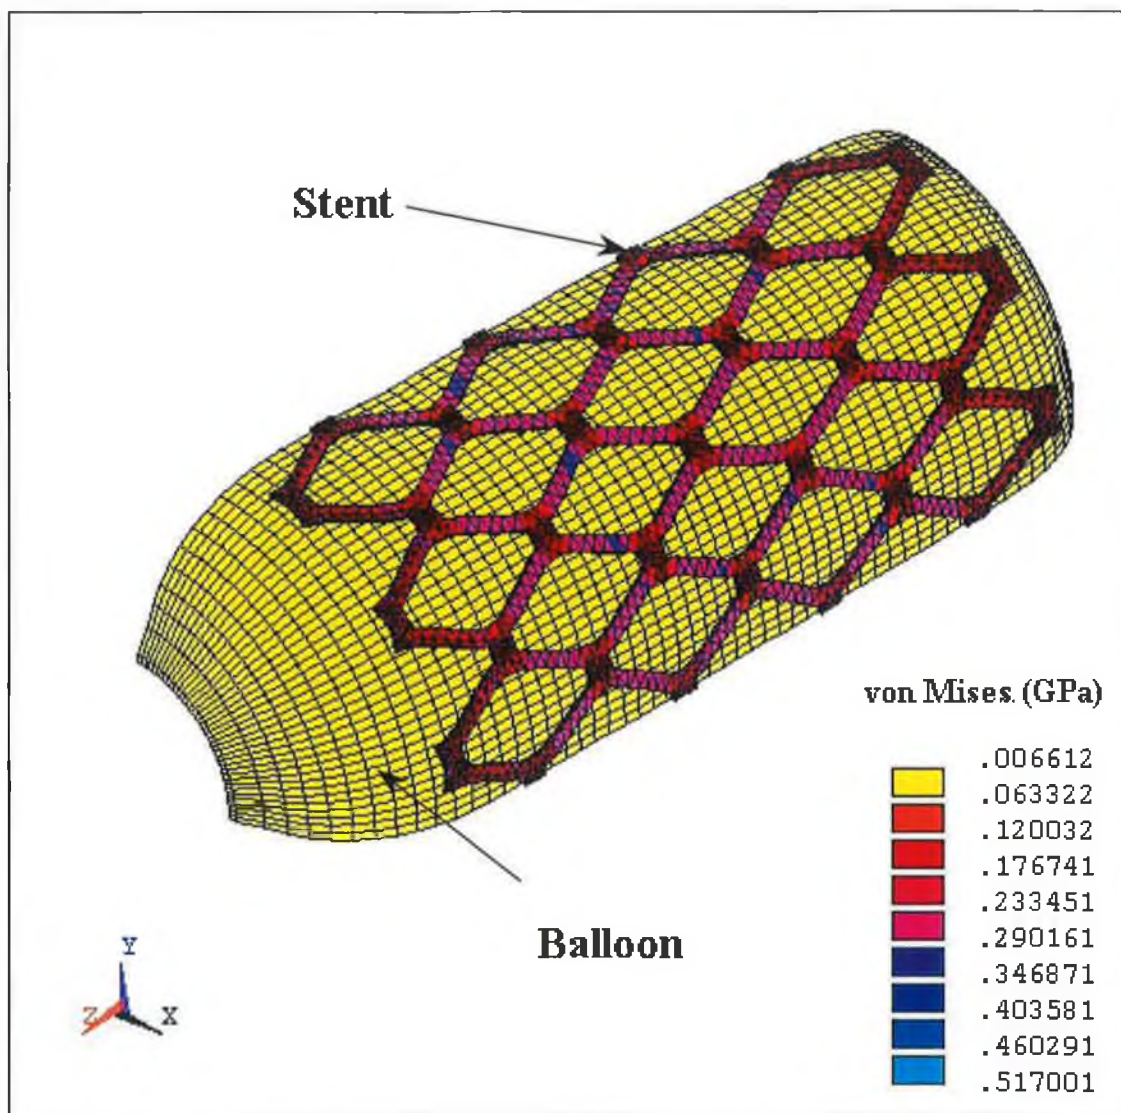 Stent
von Mises (GPa)
.006612
.063322
.120032
.176741
.233451
.290161
.346871
.403581
.460291
.517001
Balloon
Y
Z
X